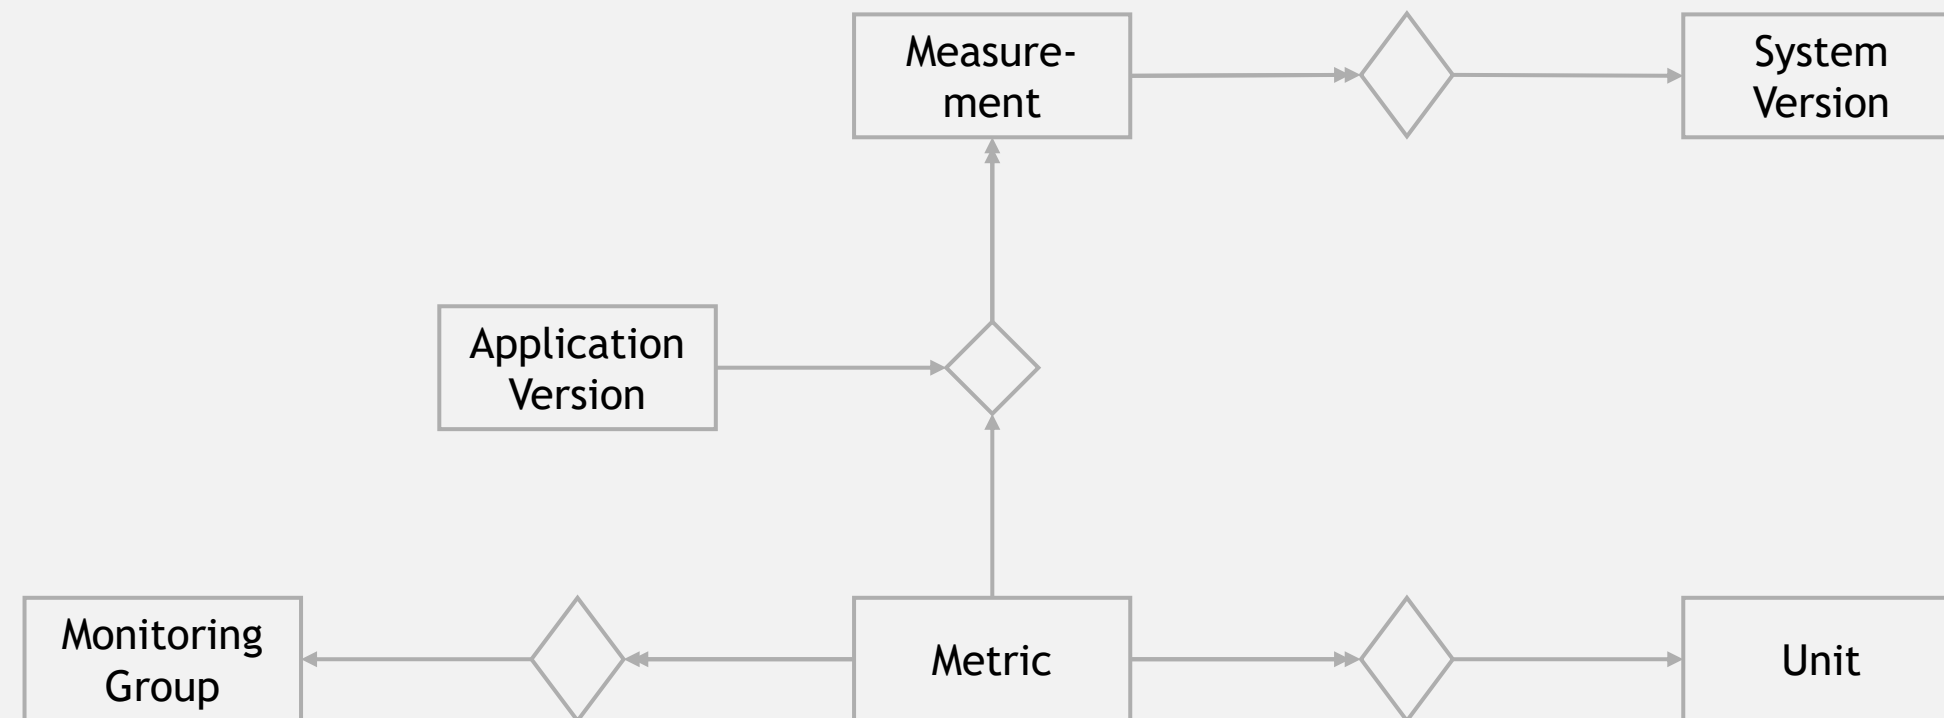 Measure-
ment
System
Version
Application
Version
Monitoring
Group
Metric
Unit